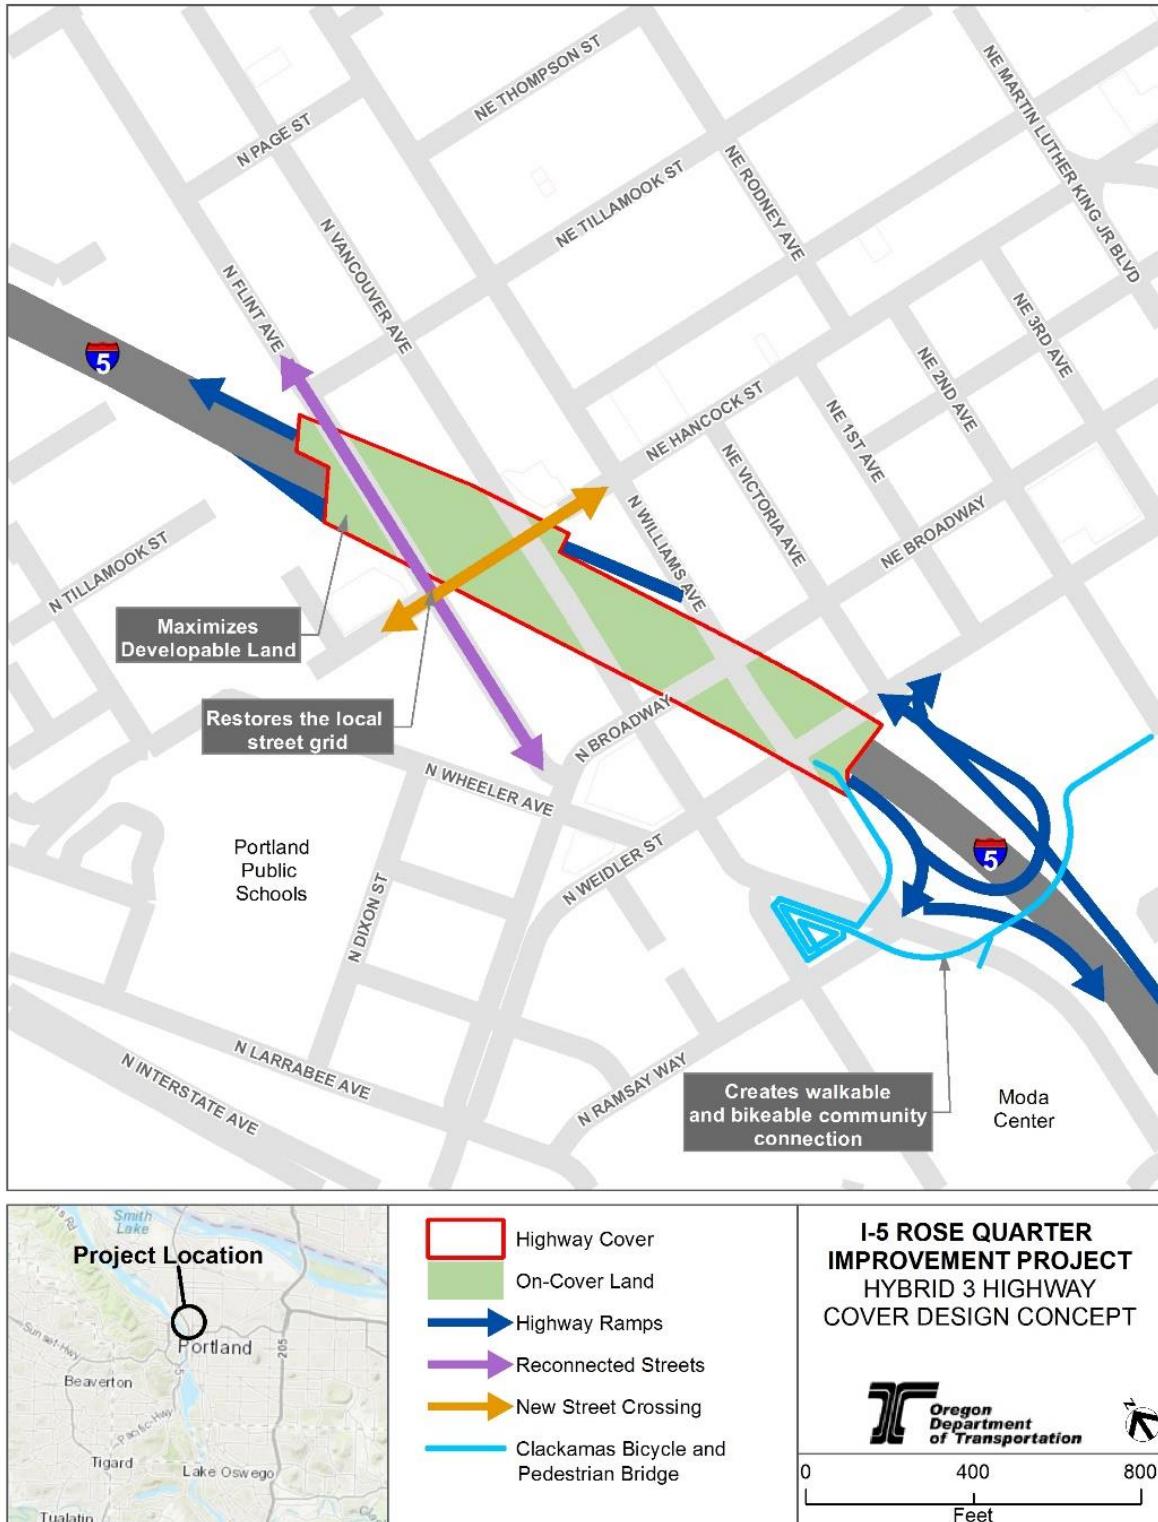 NE THOMPSON ST
NE MARTIN LUTHER KING JR BLVD
N PAGE ST
NE RODNEY AVE
NE TILLAMOOK ST
N VANCOUVER AVE
N FLINT AVE
NE 3RD AVE
5
NE 2ND AVE
NE HANCOCK ST
NE 1ST AVE
NE VICTORIA AVE
N WILLIAMS AVE
NE BROADWAY
N TILLAMOOK ST
Maximizes
Developable Land
Restores the local
street grid
N BROADWAY
N WHEELER AVE
Portland
Public
Schools
N WEIDLER ST
5
N DIXON ST
N LARRABEE AVE
N INTERSTATE AVE
N RAMSAY WAY
Creates walkable
and bikeable community
connection
Moda
Center
Smith
Lake
Project Location
Sunset-Hwy
Portland
205
5
Beaverton
Pacific-Hwy
Tigard
Lake Oswego
Tualatin
Highway Cover
On-Cover Land
Highway Ramps
Reconnected Streets
New Street Crossing
Clackamas Bicycle and
Pedestrian Bridge
I-5 ROSE QUARTER
IMPROVEMENT PROJECT
HYBRID 3 HIGHWAY
COVER DESIGN CONCEPT
Oregon
Department
of Transportation
N
0 400 800
Feet